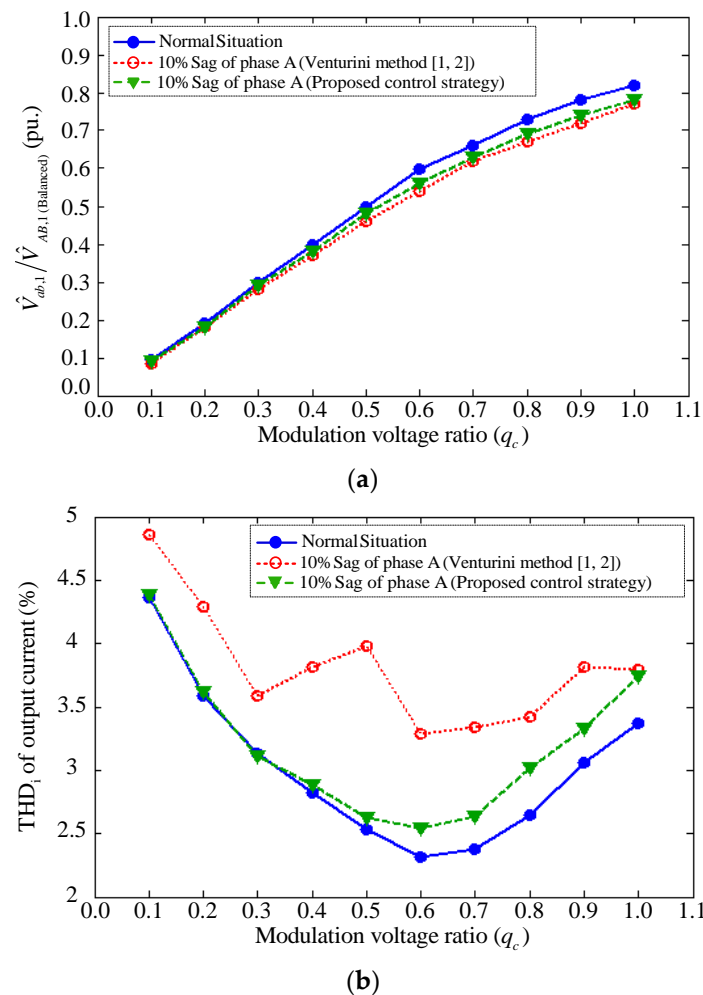 1.0
0.9
0.8
0.7
0.6
0.5
0.4
0.3
0.2
0.1
0.0
V̂ab,1/V̂AB,1 (Balanced) (pu.)
Normal Situation
10% Sag of phase A (Venturini method [1, 2])
10% Sag of phase A (Proposed control strategy)
0.0 0.1 0.2 0.3 0.4 0.5 0.6 0.7 0.8 0.9 1.0 1.1
Modulation voltage ratio (qc)
(a)
5
4.5
4
3.5
3
2.5
2
THDi of output current (%)
Normal Situation
10% Sag of phase A (Venturini method [1, 2])
10% Sag of phase A (Proposed control strategy)
0.0 0.1 0.2 0.3 0.4 0.5 0.6 0.7 0.8 0.9 1.0 1.1
Modulation voltage ratio (qc)
(b)